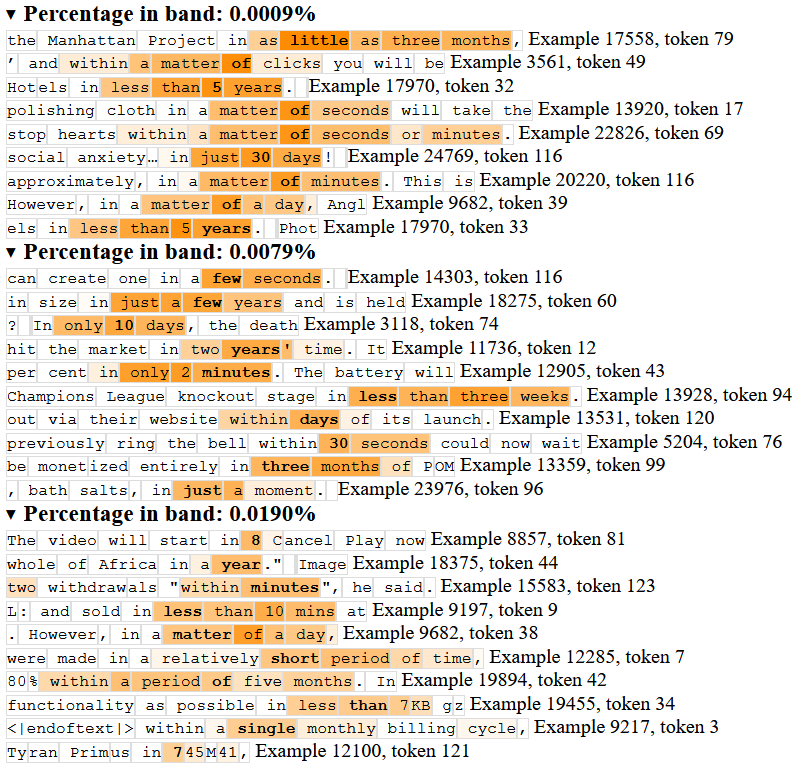 ▼ Percentage in band: 0.0009%
the Manhattan Project in as little as three months, Example 17558, token 79
’ and within a matter of clicks you will be Example 3561, token 49
Hotels in less than 5 years. Example 17970, token 32
polishing cloth in a matter of seconds will take the Example 13920, token 17
stop hearts within a matter of seconds or minutes. Example 22826, token 69
social anxiety… in just 30 days! Example 24769, token 116
approximately, in a matter of minutes. This is Example 20220, token 116
However, in a matter of a day, Angl Example 9682, token 39
els in less than 5 years. Phot Example 17970, token 33
▼ Percentage in band: 0.0079%
can create one in a few seconds. Example 14303, token 116
in size in just a few years and is held Example 18275, token 60
? In only 10 days, the death Example 3118, token 74
hit the market in two years' time. It Example 11736, token 12
per cent in only 2 minutes. The battery will Example 12905, token 43
Champions League knockout stage in less than three weeks. Example 13928, token 94
out via their website within days of its launch. Example 13531, token 120
previously ring the bell within 30 seconds could now wait Example 5204, token 76
be monetized entirely in three months of POM Example 13359, token 99
, bath salts, in just a moment. Example 23976, token 96
▼ Percentage in band: 0.0190%
The video will start in 8 Cancel Play now Example 8857, token 81
whole of Africa in a year." Image Example 18375, token 44
two withdrawals "within minutes", he said. Example 15583, token 123
L: and sold in less than 10 mins at Example 9197, token 9
. However, in a matter of a day, Example 9682, token 38
were made in a relatively short period of time, Example 12285, token 7
80% within a period of five months. In Example 19894, token 42
functionality as possible in less than 7KB gz Example 19455, token 34
<|endoftext|> within a single monthly billing cycle, Example 9217, token 3
Tyran Primus in 745M41, Example 12100, token 121